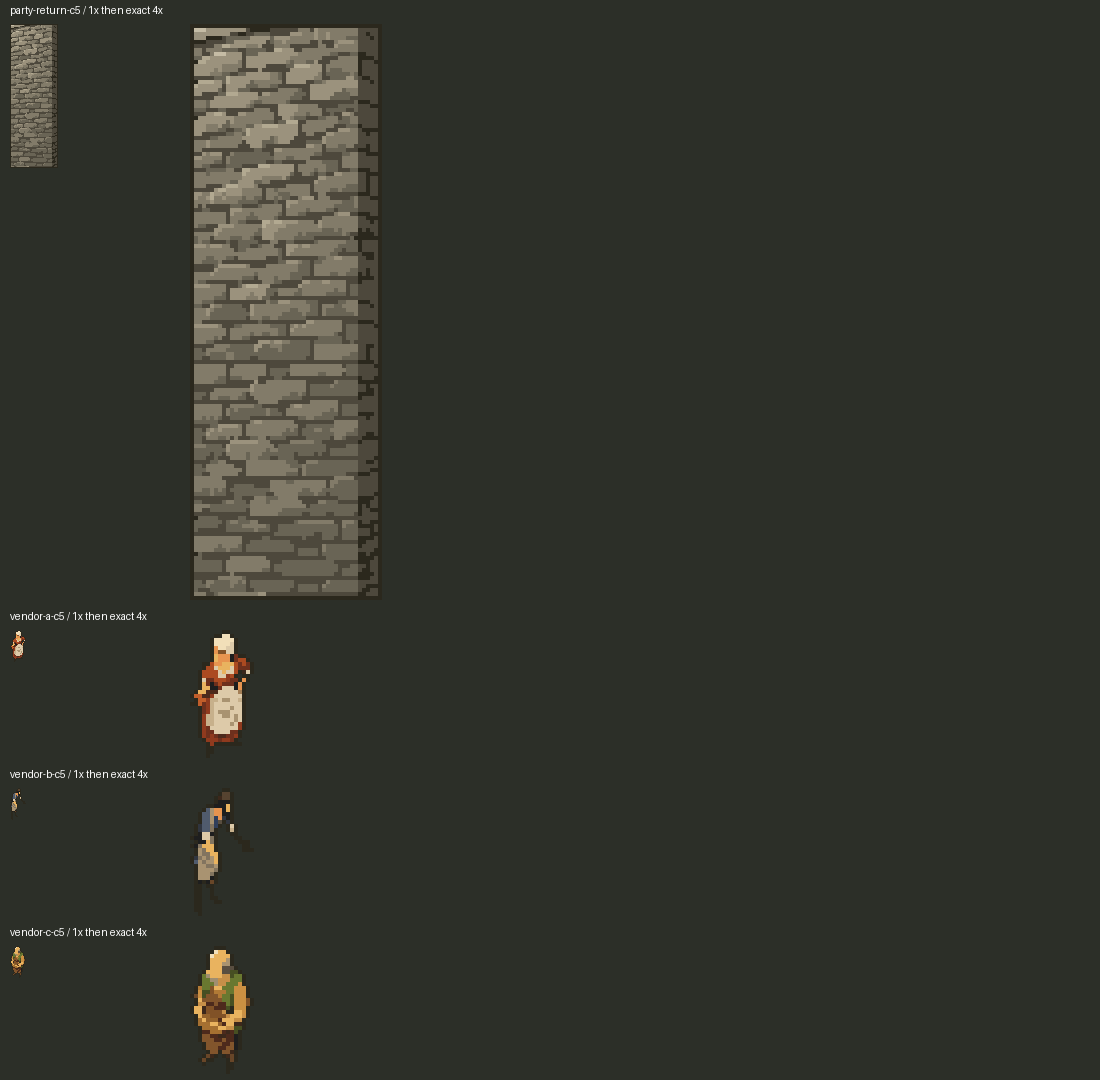 party-return-c5 / 1x then exact 4x
vendor-a-c5 / 1x then exact 4x
vendor-b-c5 / 1x then exact 4x
vendor-c-c5 / 1x then exact 4x